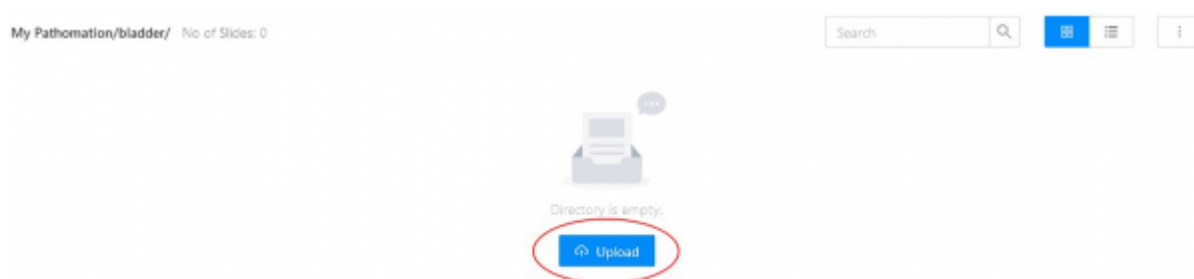 My Pathomation/bladder/ No of Slides: 0
Search
Directory is empty.
Upload